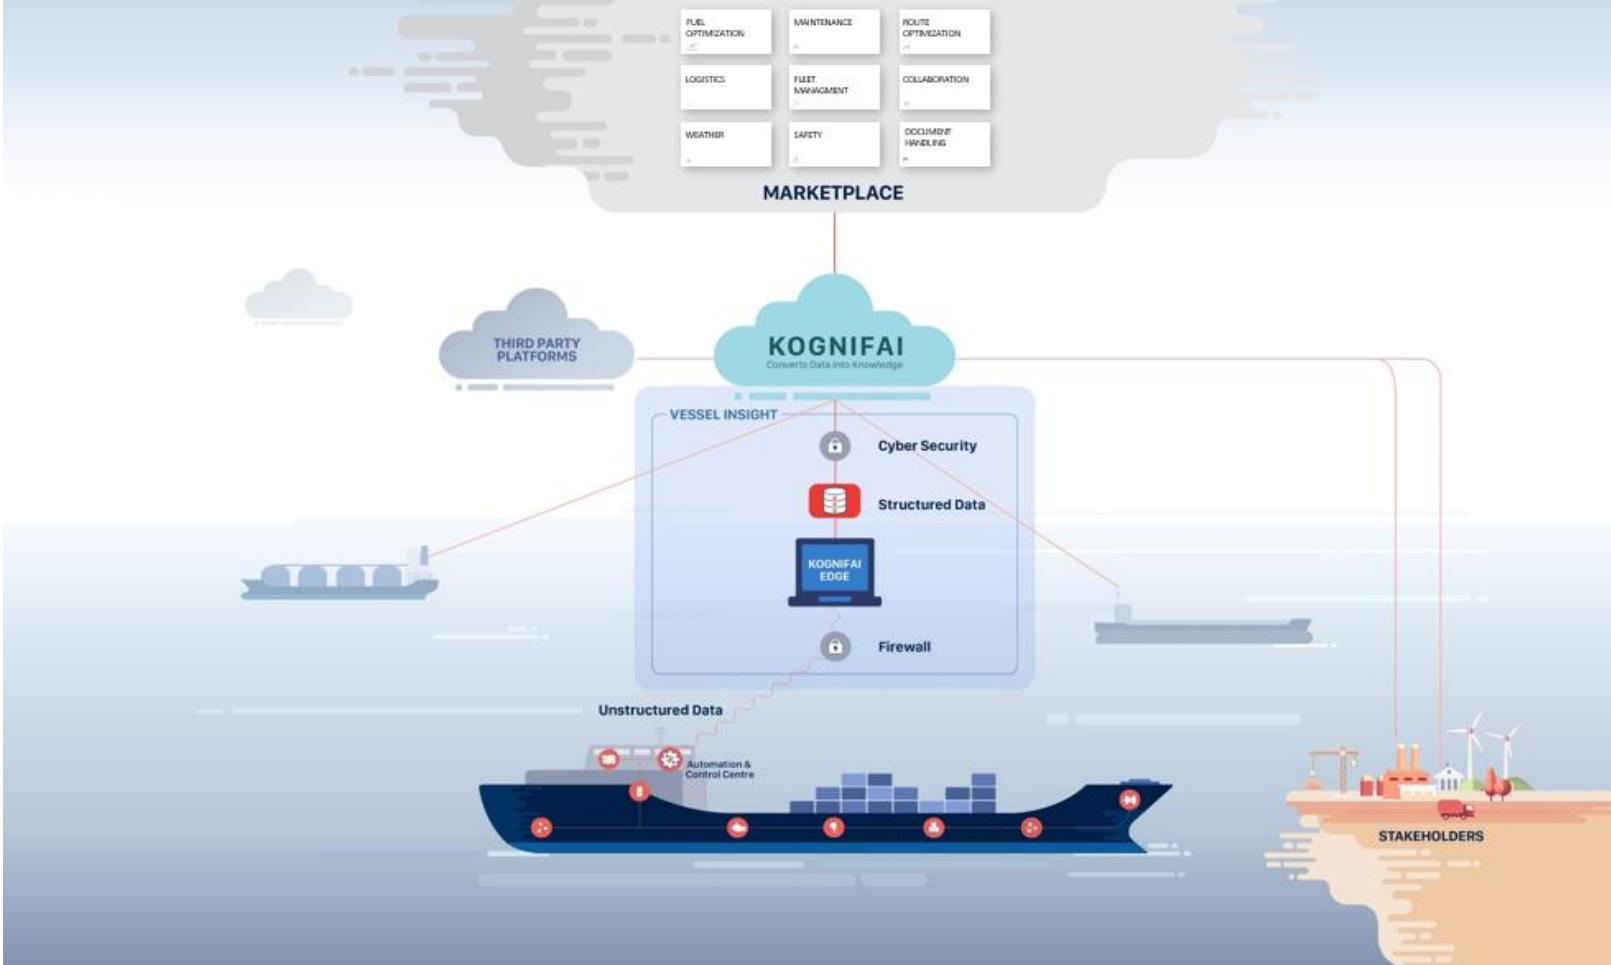 FUEL
OPTIMIZATION
MAINTENANCE
ROUTE
OPTIMIZATION
LOGISTICS
FLEET
MANAGMENT
COLLABORATION
WEATHER
SAFETY
DOCUMENT
HANDLING
MARKETPLACE
THIRD PARTY
PLATFORMS
KOGNIFAI
Converts Data into Knowledge
VESSEL INSIGHT
Cyber Security
Structured Data
KOGNIFAI
EDGE
Firewall
Unstructured Data
Automation &
Control Centre
STAKEHOLDERS